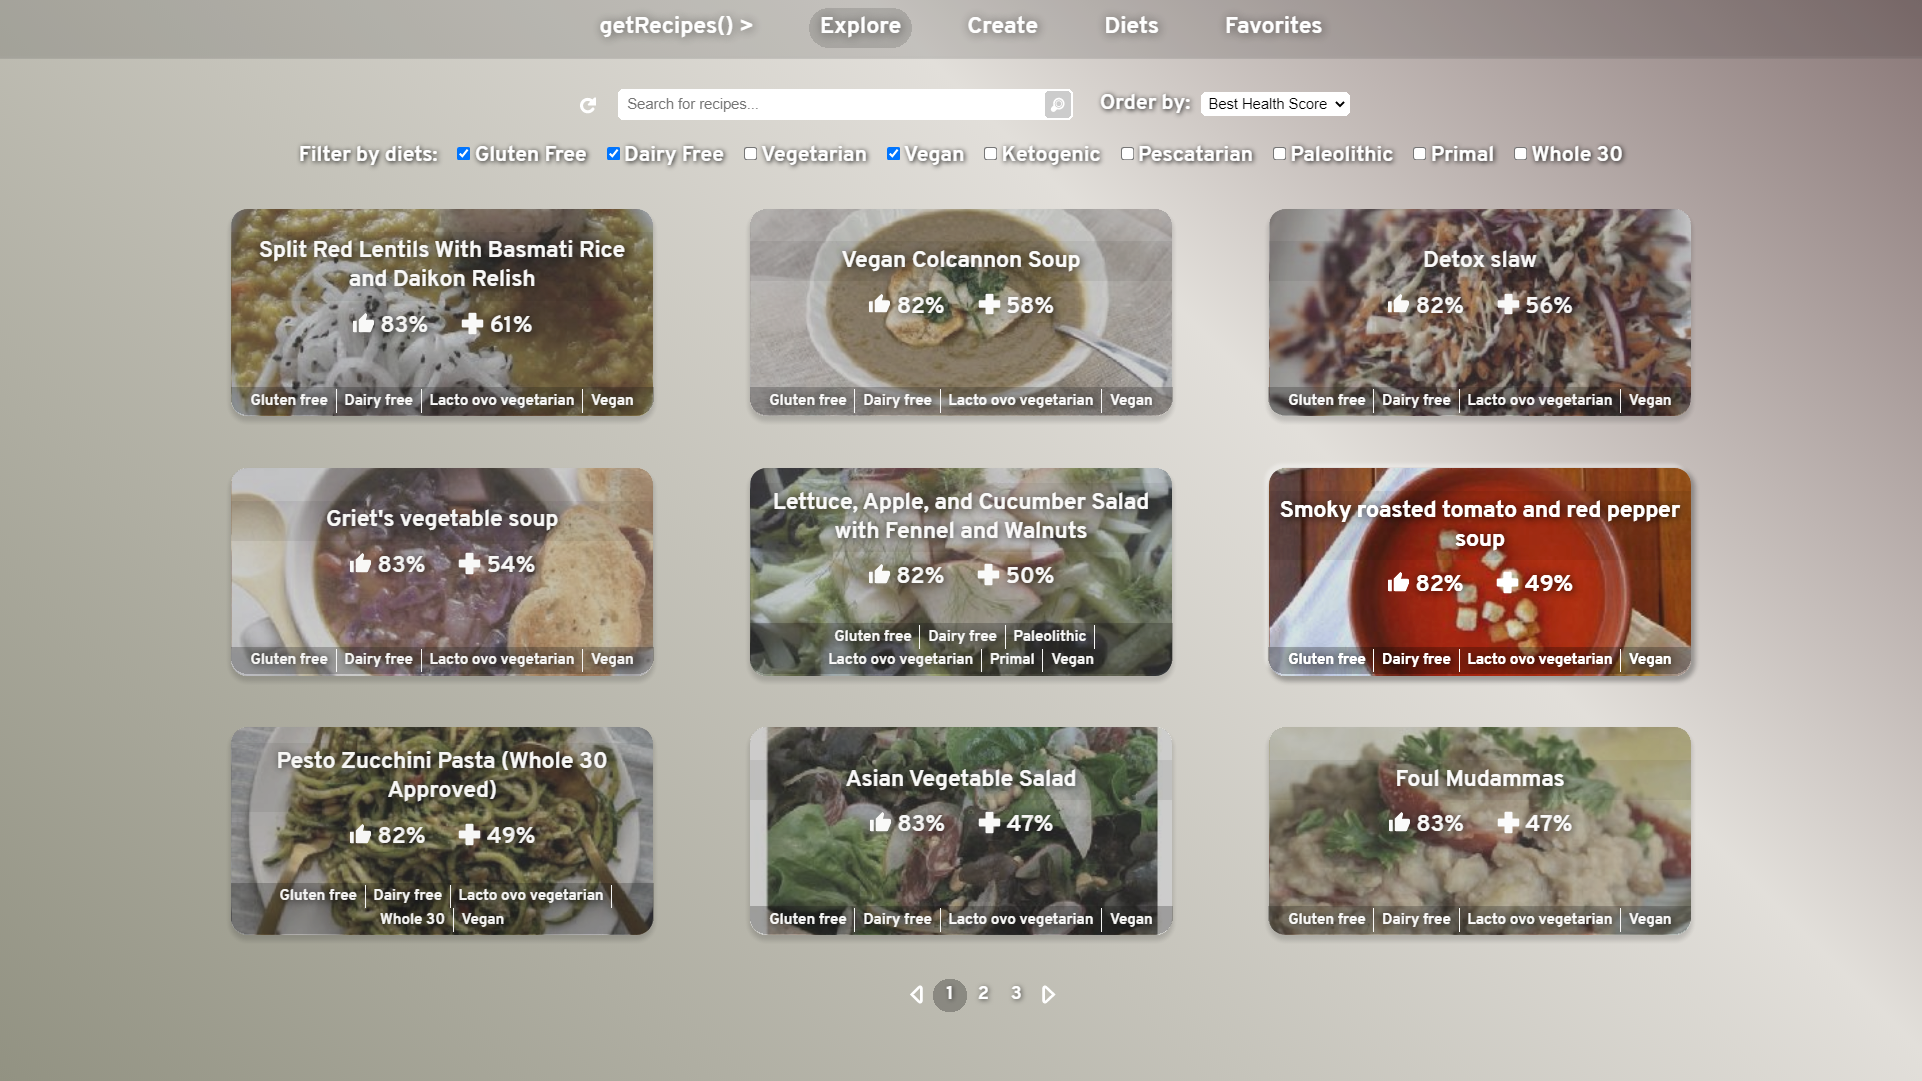 getRecipes() > Explore Create Diets Favorites
Search for recipes... Order by: Best Health Score
Filter by diets: Gluten Free Dairy Free Vegetarian Vegan Ketogenic Pescatarian Paleolithic Primal Whole 30
Split Red Lentils With Basmati Rice
and Daikon Relish
83% 61%
Gluten free Dairy free Lacto ovo vegetarian Vegan
Vegan Colcannon Soup
82% 58%
Gluten free Dairy free Lacto ovo vegetarian Vegan
Detox slaw
82% 56%
Gluten free Dairy free Lacto ovo vegetarian Vegan
Griet's vegetable soup
83% 54%
Gluten free Dairy free Lacto ovo vegetarian Vegan
Lettuce, Apple, and Cucumber Salad
with Fennel and Walnuts
82% 50%
Gluten free Dairy free Paleolithic
Lacto ovo vegetarian Primal Vegan
Smoky roasted tomato and red pepper
soup
82% 49%
Gluten free Dairy free Lacto ovo vegetarian Vegan
Pesto Zucchini Pasta (Whole 30
Approved)
82% 49%
Gluten free Dairy free Lacto ovo vegetarian
Whole 30 Vegan
Asian Vegetable Salad
83% 47%
Gluten free Dairy free Lacto ovo vegetarian Vegan
Foul Mudammas
83% 47%
Gluten free Dairy free Lacto ovo vegetarian Vegan
1 2 3